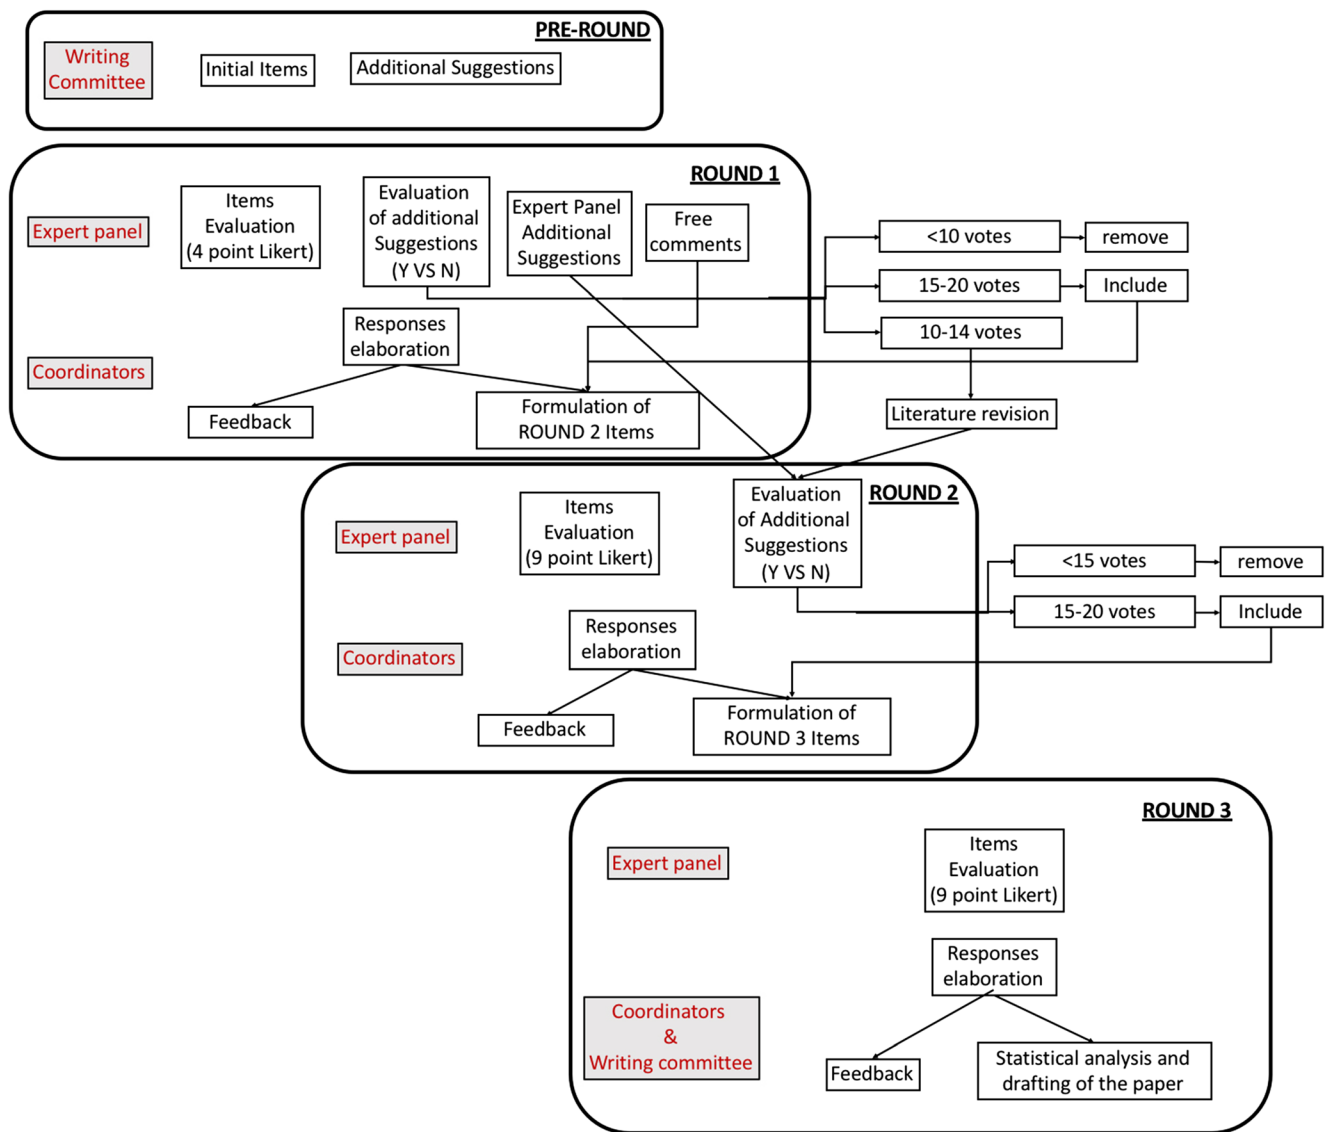 PRE-ROUND
Writing
Committee
Initial Items
Additional Suggestions
ROUND 1
Expert panel
Items
Evaluation
(4 point Likert)
Evaluation
of additional
Suggestions
(Y VS N)
Expert Panel
Additional
Suggestions
Free
comments
<10 votes
remove
15-20 votes
Include
10-14 votes
Literature revision
Responses
elaboration
Coordinators
Feedback
Formulation of
ROUND 2 Items
ROUND 2
Expert panel
Items
Evaluation
(9 point Likert)
Evaluation
of Additional
Suggestions
(Y VS N)
<15 votes
remove
15-20 votes
Include
Responses
elaboration
Coordinators
Feedback
Formulation of
ROUND 3 Items
ROUND 3
Expert panel
Items
Evaluation
(9 point Likert)
Responses
elaboration
Coordinators
&
Writing committee
Feedback
Statistical analysis and
drafting of the paper